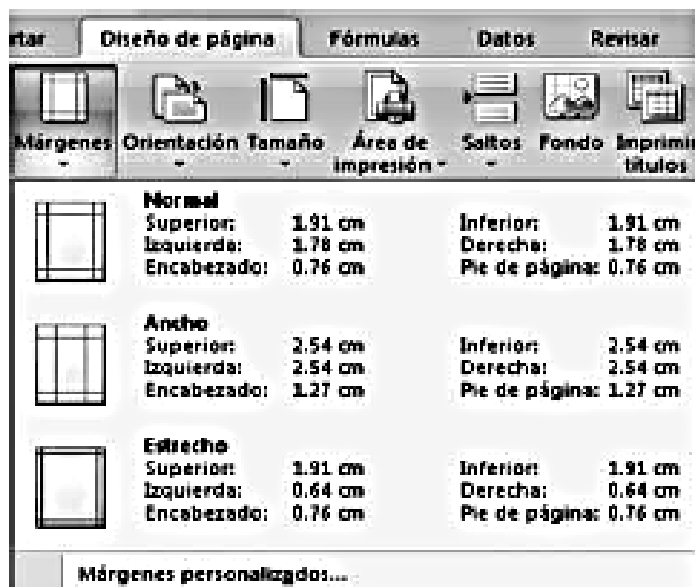 Diseño de página Fórmulas Datos Revisar
Márgenes Orientación Tamaño Área de impresión Saltos Fondo Imprimir títulos
Normal
Superior: 1.91 cm Inferior: 1.91 cm
Izquierda: 1.78 cm Derecha: 1.78 cm
Encabezado: 0.76 cm Pie de página: 0.76 cm
Ancho
Superior: 2.54 cm Inferior: 2.54 cm
Izquierda: 2.54 cm Derecha: 2.54 cm
Encabezado: 1.27 cm Pie de página: 1.27 cm
Estrecho
Superior: 1.91 cm Inferior: 1.91 cm
Izquierda: 0.64 cm Derecha: 0.64 cm
Encabezado: 0.76 cm Pie de página: 0.76 cm
Márgenes personalizados...